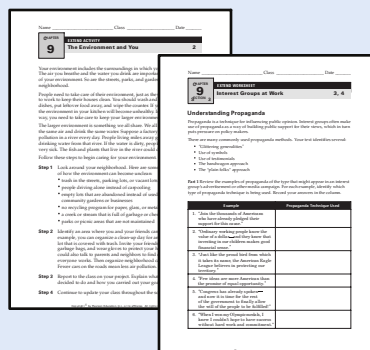 Name Class Date
CHAPTER 9
EXTEND ACTIVITY
The Environment and You 2
Your environment includes the surroundings in which y
The air you breathe and the water you drink are importa
of your environment. So are the streets, parks, and garde
neighborhood.
People need to take care of their environment, just as the
to work to keep their houses clean. You should wash and
dishes, put leftover food away, and wipe the counter. If y
the environment in your kitchen will become unhealthy. I
way, you need to take care to keep your larger environme
The larger environment is something we all share. We all
the same air and drink the same water. Suppose a factory
pollution in a river every day. People living miles away
drinking water from that river. If the water is dirty, peopl
very sick. The fish and plants that live in the river could a
Follow these steps to begin caring for your environment.
Step 1 Look around your neighborhood. Here are some
of how the environment can become unclean:
• trash in the streets, parking lots, or vacant lots
• people driving alone instead of carpooling
• empty lots that are abandoned instead of used
community gardens or businesses
• no recycling program for paper, glass, or meta
• a creek or stream that is full of garbage or che
• parks or picnic areas that are not maintained
Step 2 Identify an area where you and your friends can
example, you can organize a clean-up day for an
lot that is covered with trash. Invite your friends
garbage bags, and wear gloves to protect your h
could also talk to parents and neighbors to find i
everyone works. Then organize neighborhood
Fewer cars on the roads means less air pollution.
Step 3 Report to the class on your project. Explain what
decided to do and how you carried out your goal
Step 4 Continue to update your class throughout the s
Name Class Date
CHAPTER 9 SECTION
EXTEND WORKSHEET
Interest Groups at Work 3, 4
Understanding Propaganda
Propaganda is a technique for influencing public opinion. Interest groups often make
use of propaganda as a way of building public support for their views, which in turn
puts pressure on policy makers.
There are many commonly used propaganda methods. Your text identifies several:
• "Glittering generalities"
• Use of symbols
• Use of testimonials
• The bandwagon approach
• The "plain-folks" approach
Review the examples of propaganda of the type that might appear in an interest
group's advertisement or other media campaign. For each example, identify which
type of propaganda technique is being used. Record your answers in the column.
Example Propaganda Technique Used
1. "Join the thousands of Americans
who have already pledged their
support for this cause."
2. "Ordinary working people know the
value of a dollar—and they know that
investing in our children makes good
financial sense."
3. "Just like the proud bird from which
it takes its name, the American Eagle
League believes in protecting our
territory."
4. "Few ideas are more American than
the promise of equal opportunity."
5. "Congress has already spoken—
and now it is time for the rest
of the government to finally allow
the will of the people to be fulfilled"
6. "When I won my Olympic medals, I
knew I couldn't hope to have success
without hard work and commitment."